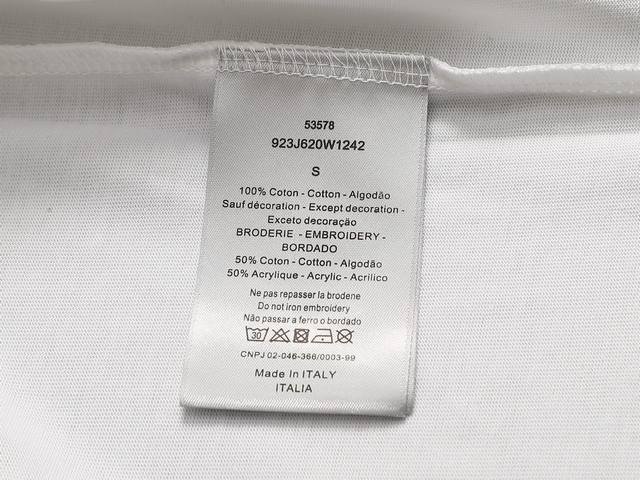 53578
923J620W1242
S
100% Coton - Cotton - Algodão
Sauf décoration - Except decoration -
Exceto decoração
BRODERIE - EMBROIDERY -
BORDADO
50% Coton - Cotton - Algodão
50% Acrylique - Acrylic - Acrilico
Ne pas repasser la brodene
Do not iron embroidery
Não passar a ferro o bordado
30
CNPJ 02-046-366/0003-99
Made In ITALY
ITALIA